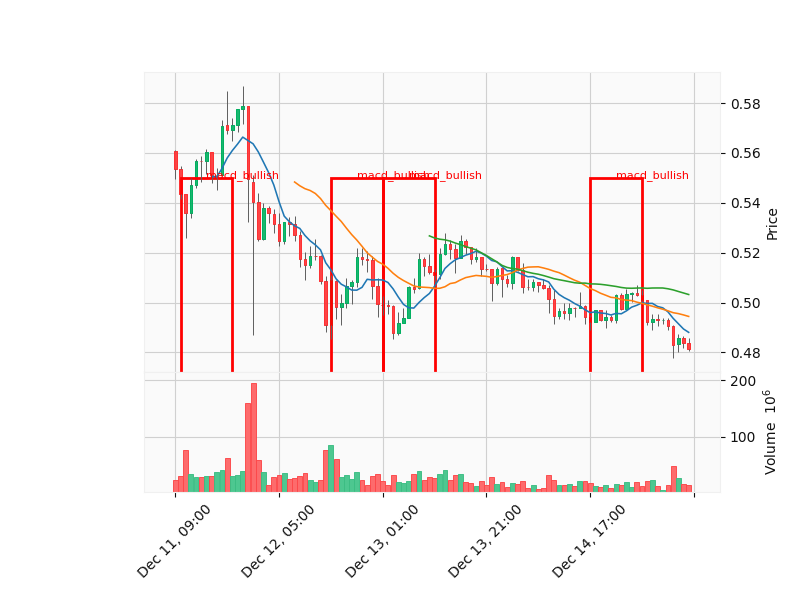 0.58
0.56
0.54
0.52
0.50
0.48
Price
macd_bullish
macd_bullish
macd_bullish
macd_bullish
200
100
Volume 10^6
Dec 11, 09:00
Dec 12, 05:00
Dec 13, 01:00
Dec 13, 21:00
Dec 14, 17:00